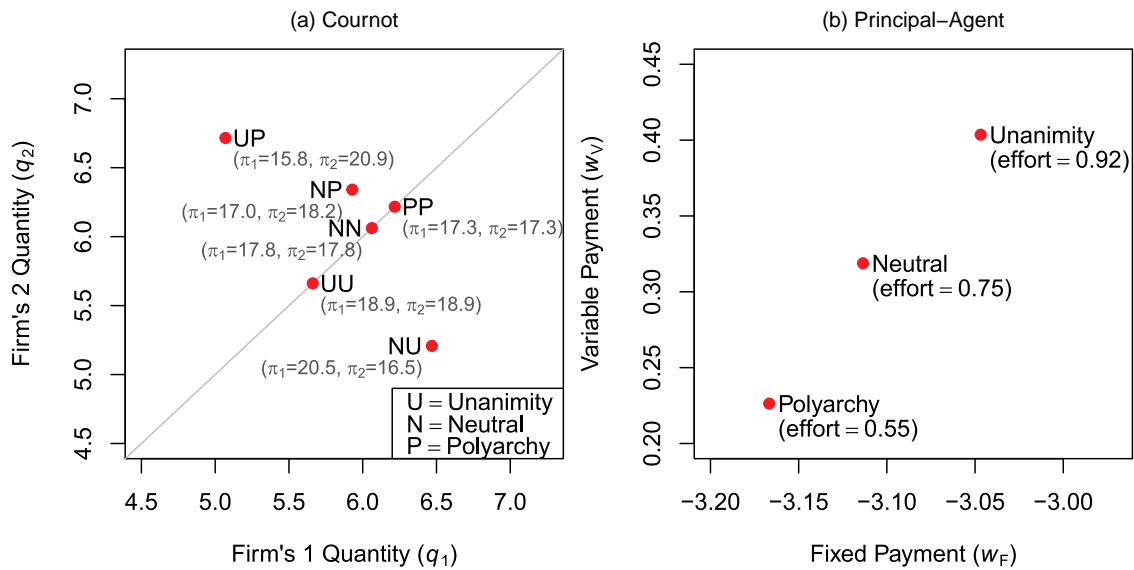 (a) Cournot
Firm's 2 Quantity (q2)
7.0
6.5
6.0
5.5
5.0
4.5
UP
(π1=15.8, π2=20.9)
NP
(π1=17.0, π2=18.2)
PP
(π1=17.3, π2=17.3)
NN
(π1=17.8, π2=17.8)
UU
(π1=18.9, π2=18.9)
NU
(π1=20.5, π2=16.5)
U = Unanimity
N = Neutral
P = Polyarchy
4.5 5.0 5.5 6.0 6.5 7.0
Firm's 1 Quantity (q1)
(b) Principal−Agent
Variable Payment (wV)
0.45
0.40
0.35
0.30
0.25
0.20
Unanimity
(effort = 0.92)
Neutral
(effort = 0.75)
Polyarchy
(effort = 0.55)
−3.20 −3.15 −3.10 −3.05 −3.00
Fixed Payment (wF)